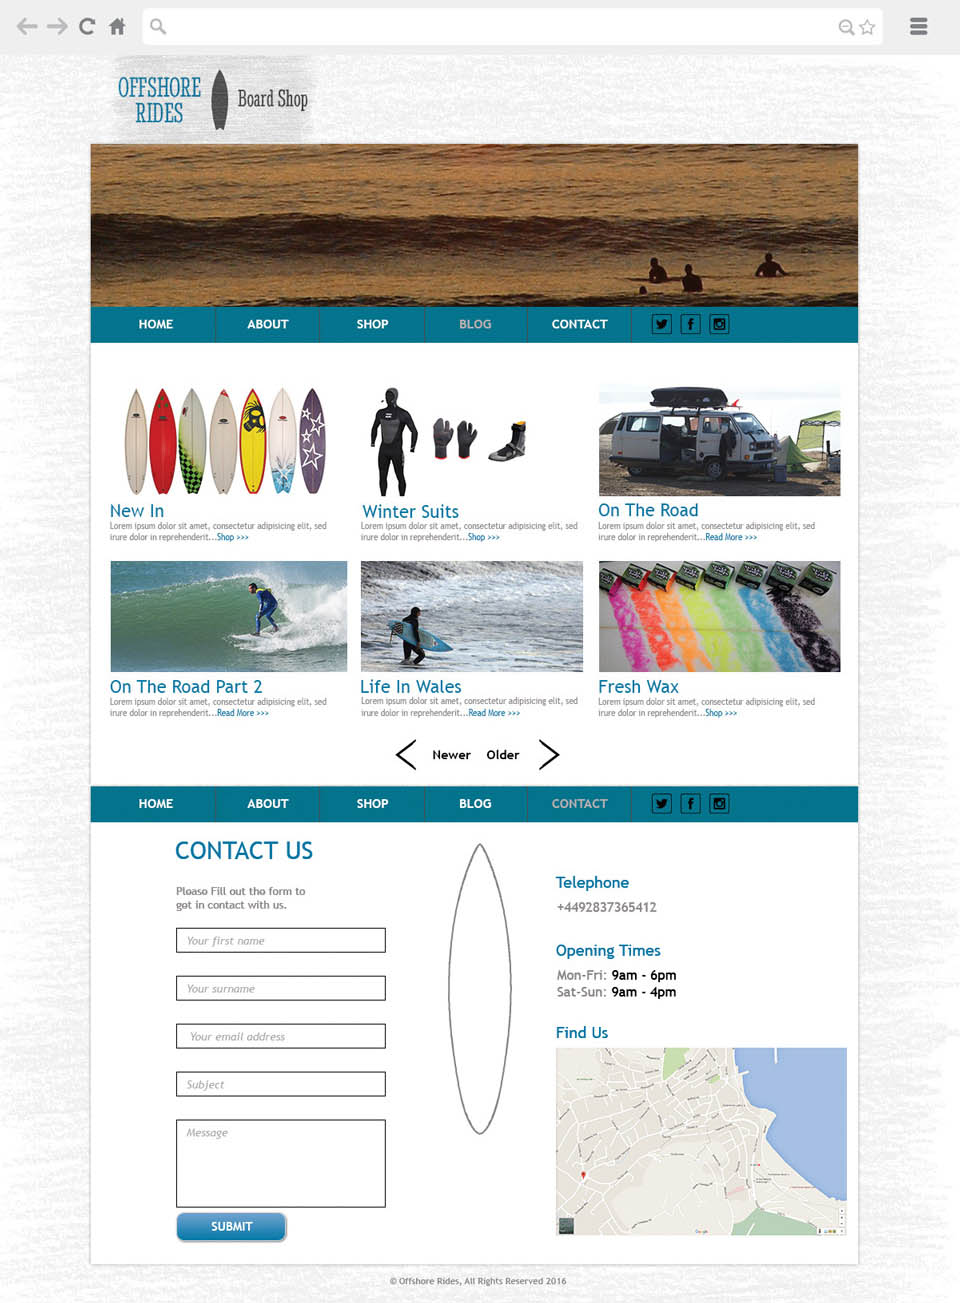 OFFSHORE
RIDES
Board Shop
HOME ABOUT SHOP BLOG CONTACT
New In
Lorem ipsum dolor sit amet, consectetur adipisicing elit, sed
irure dolor in reprehenderit...Shop >>>
Winter Suits
Lorem ipsum dolor sit amet, consectetur adipisicing elit, sed
irure dolor in reprehenderit...Shop >>>
On The Road
Lorem ipsum dolor sit amet, consectetur adipisicing elit, sed
irure dolor in reprehenderit...Read More >>>
On The Road Part 2
Lorem ipsum dolor sit amet, consectetur adipisicing elit, sed
irure dolor in reprehenderit...Read More >>>
Life In Wales
Lorem ipsum dolor sit amet, consectetur adipisicing elit, sed
irure dolor in reprehenderit...Read More >>>
Fresh Wax
Lorem ipsum dolor sit amet, consectetur adipisicing elit, sed
irure dolor in reprehenderit...Shop >>>
Newer Older
HOME ABOUT SHOP BLOG CONTACT
CONTACT US
Please Fill out the form to
get in contact with us.
Your first name
Your surname
Your email address
Subject
Message
SUBMIT
Telephone
+4492837365412
Opening Times
Mon-Fri: 9am - 6pm
Sat-Sun: 9am - 4pm
Find Us
Google
© Offshore Rides, All Rights Reserved 2016